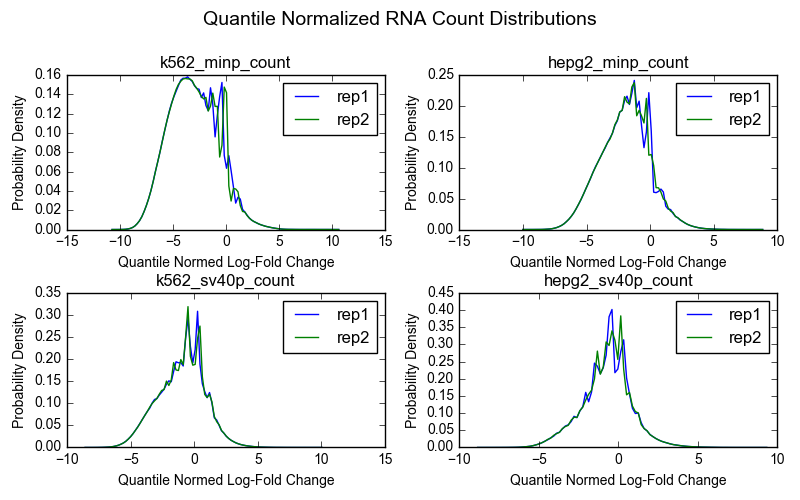 Quantile Normalized RNA Count Distributions
k562_minp_count
Probability Density
0.16
0.14
0.12
0.10
0.08
0.06
0.04
0.02
0.00
rep1
rep2
−15 −10 −5 0 5 10 15
Quantile Normed Log-Fold Change
hepg2_minp_count
Probability Density
0.25
0.20
0.15
0.10
0.05
0.00
rep1
rep2
−15 −10 −5 0 5 10
Quantile Normed Log-Fold Change
k562_sv40p_count
Probability Density
0.35
0.30
0.25
0.20
0.15
0.10
0.05
0.00
rep1
rep2
−10 −5 0 5 10 15
Quantile Normed Log-Fold Change
hepg2_sv40p_count
Probability Density
0.45
0.40
0.35
0.30
0.25
0.20
0.15
0.10
0.05
0.00
rep1
rep2
−10 −5 0 5 10
Quantile Normed Log-Fold Change